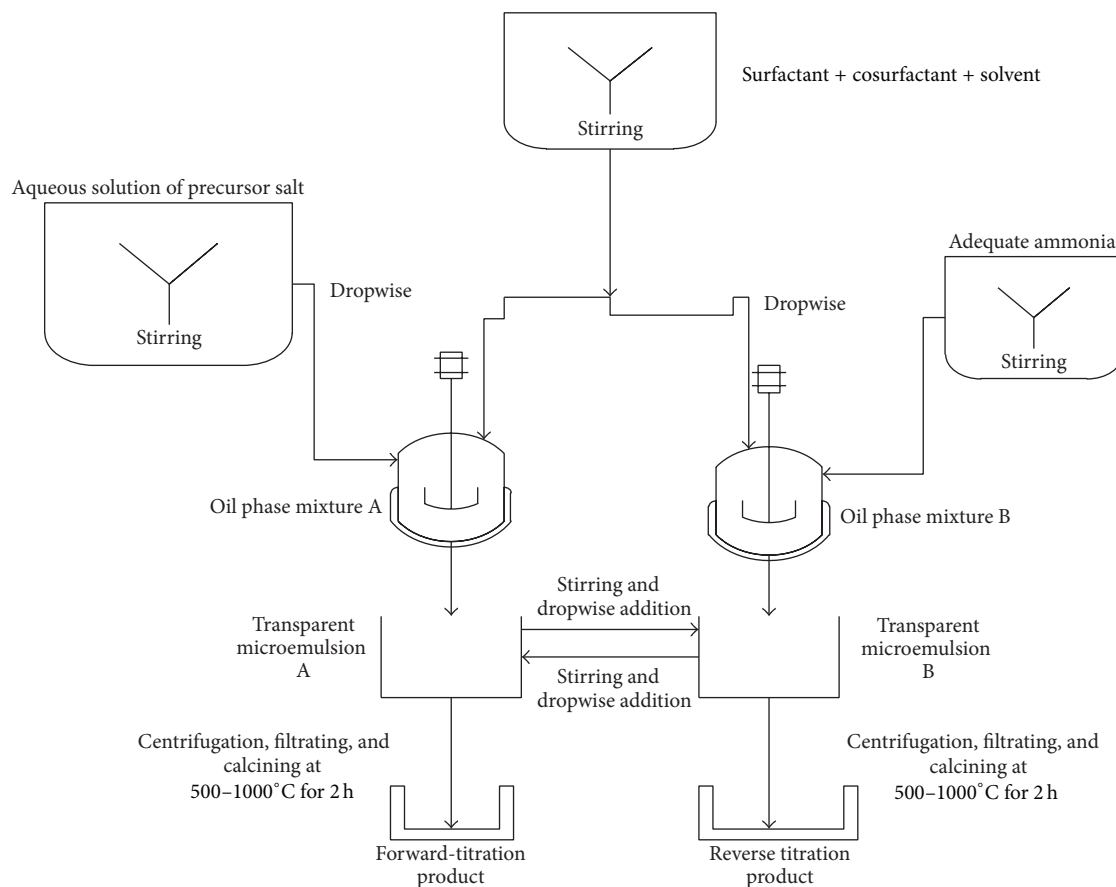 Surfactant + cosurfactant + solvent
Stirring
Aqueous solution of precursor salt
Stirring
Dropwise
Adequate ammonia
Dropwise
Stirring
Oil phase mixture A
Oil phase mixture B
Stirring and
dropwise addition
Transparent
microemulsion
A
Stirring and
dropwise addition
Transparent
microemulsion
B
Centrifugation, filtrating, and
calcining at
500–1000°C for 2 h
Centrifugation, filtrating, and
calcining at
500–1000°C for 2 h
Forward-titration
product
Reverse titration
product